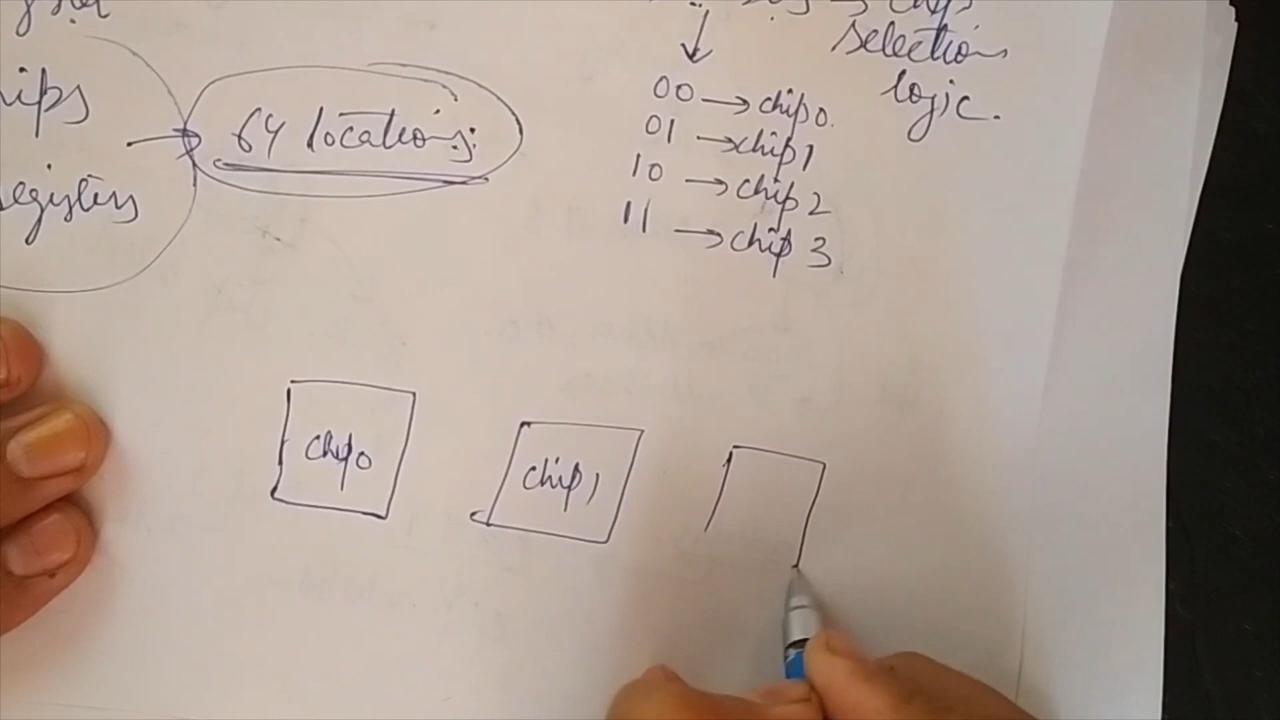 64 locations.
selection
logic.
00 → chip 0.
01 → chip 1
10 → chip 2
11 → chip 3
registers
chip 0
chip 1